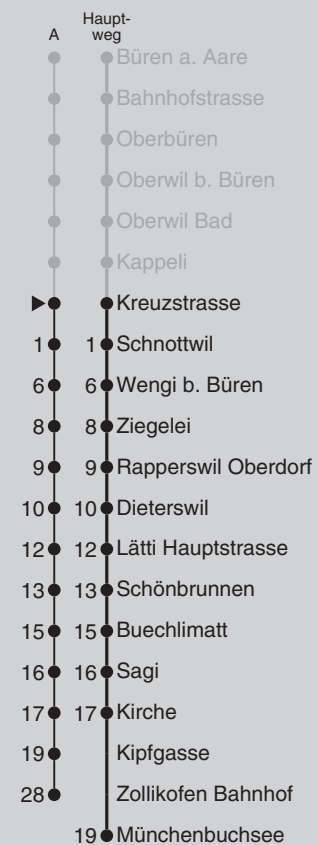 Haupt-
A weg
Büren a. Aare
Bahnhofstrasse
Oberbüren
Oberwil b. Büren
Oberwil Bad
Kappeli
Kreuzstrasse
1 1 Schnottwil
6 6 Wengi b. Büren
8 8 Ziegelei
9 9 Rapperswil Oberdorf
10 10 Dieterswil
12 12 Lätti Hauptstrasse
13 13 Schönbrunnen
15 15 Buechlimatt
16 16 Sagi
17 17 Kirche
19 Kipfgasse
28 Zollikofen Bahnhof
19 Münchenbuchsee